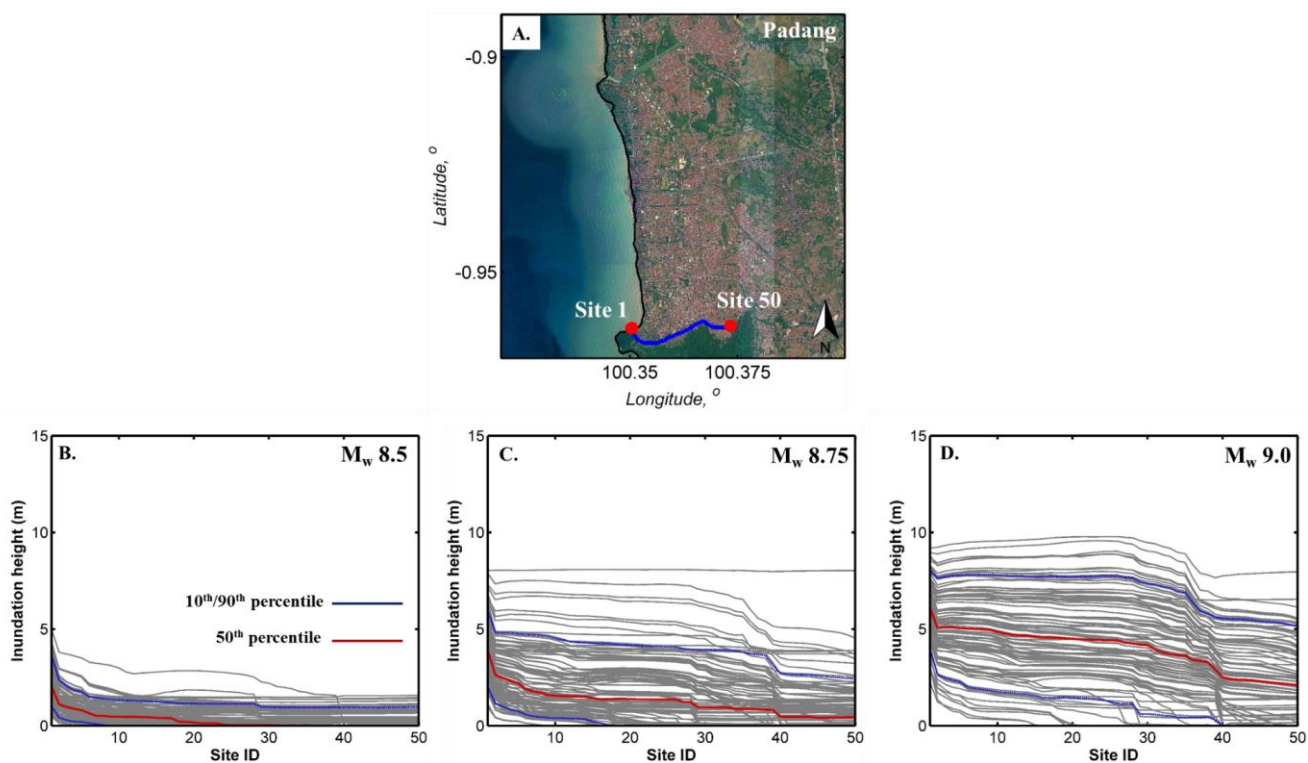 A.
Padang
-0.9
Latitude, °
-0.95
Site 1
Site 50
N
100.35
100.375
Longitude, °
15
B.
Mw 8.5
10
Inundation height (m)
10th/90th percentile
5
50th percentile
0
10
20
30
40
50
Site ID
15
C.
Mw 8.75
10
Inundation height (m)
5
0
10
20
30
40
50
Site ID
15
D.
Mw 9.0
10
Inundation height (m)
5
0
10
20
30
40
50
Site ID